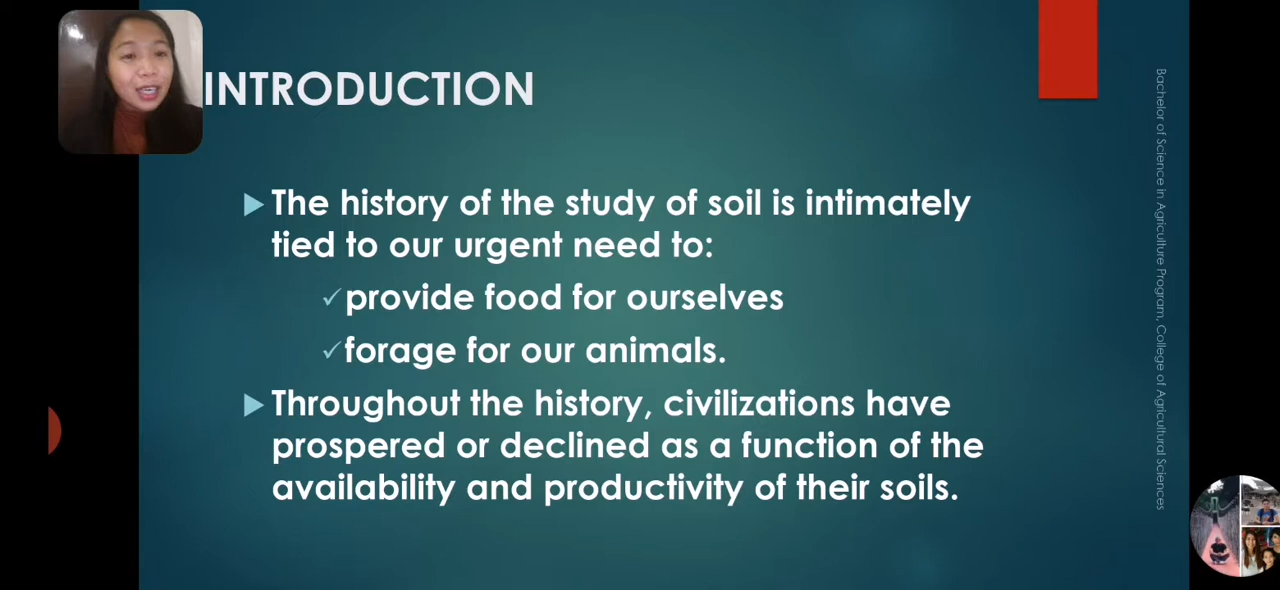 INTRODUCTION
The history of the study of soil is intimately
tied to our urgent need to:
provide food for ourselves
forage for our animals.
Throughout the history, civilizations have
prospered or declined as a function of the
availability and productivity of their soils.
Bachelor of Science in Agriculture Program, College of Agricultural Sciences